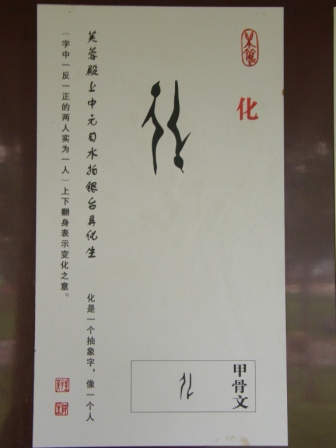 化
甲骨文
芙蓉殿上中元日水拍银台弄化生
化是一个抽象字，像一个人
（字中一反一正的两人实为一人）上下翻身表示变化之意。